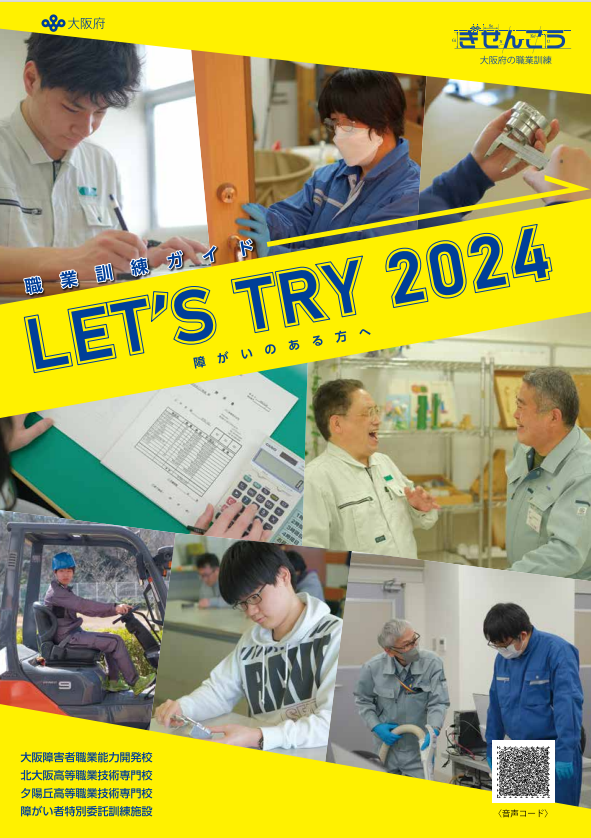 大阪府
ぎせんこう
大阪府の職業訓練
職業訓練ガイド
LET'S TRY 2024
障がいのある方へ
9
RAVE
大阪障害者職業能力開発校
北大阪高等職業技術専門校
夕陽丘高等職業技術専門校
障がい者特別委託訓練施設
〈音声コード〉